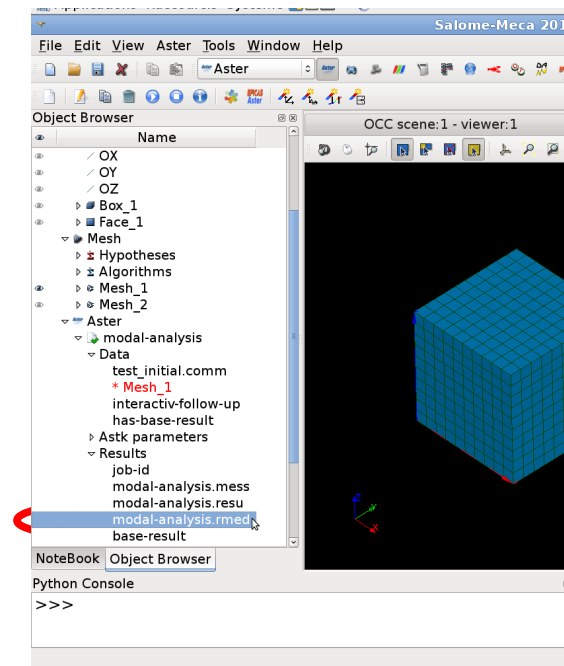 Salome-Meca 201
File Edit View Aster Tools Window Help
Aster
Aster
EFICAS
Aster
Object Browser
OCC scene:1 - viewer:1
Name
OX
OY
OZ
Box_1
Face_1
Mesh
Hypotheses
Algorithms
Mesh_1
Mesh_2
Aster
modal-analysis
Data
test_initial.comm
* Mesh_1
interactiv-follow-up
has-base-result
Astk parameters
Results
job-id
modal-analysis.mess
modal-analysis.resu
modal-analysis.rmed
base-result
NoteBook Object Browser
Python Console
>>>